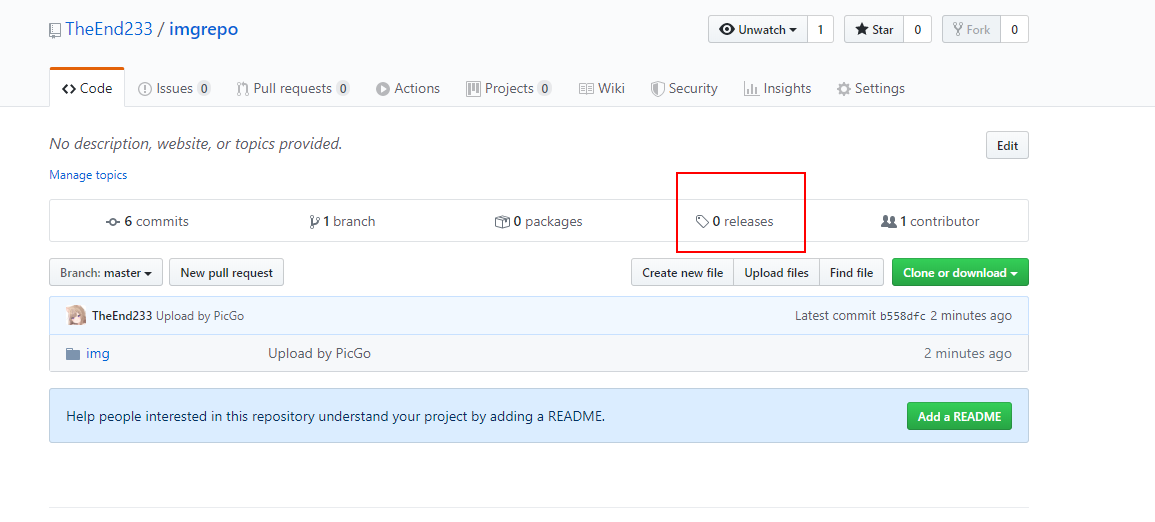 TheEnd233 / imgrepo
Unwatch 1 Star 0 Fork 0
Code Issues 0 Pull requests 0 Actions Projects 0 Wiki Security Insights Settings
No description, website, or topics provided.
Edit
Manage topics
6 commits 1 branch 0 packages 0 releases 1 contributor
Branch: master New pull request Create new file Upload files Find file Clone or download
TheEnd233 Upload by PicGo Latest commit b558dfc 2 minutes ago
img Upload by PicGo 2 minutes ago
Help people interested in this repository understand your project by adding a README. Add a README